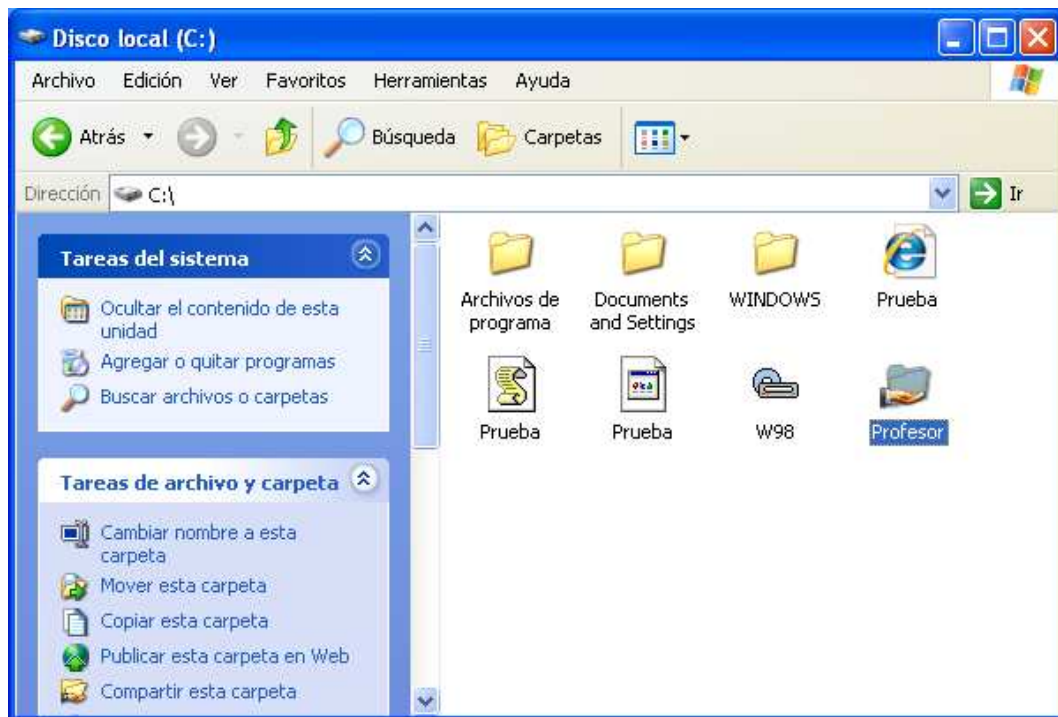 Disco local (C:)
Archivo Edición Ver Favoritos Herramientas Ayuda
Atrás Búsqueda Carpetas
Dirección C:\ Ir
Tareas del sistema
Ocultar el contenido de esta
unidad
Agregar o quitar programas
Buscar archivos o carpetas
Tareas de archivo y carpeta
Cambiar nombre a esta
carpeta
Mover esta carpeta
Copiar esta carpeta
Publicar esta carpeta en Web
Compartir esta carpeta
Archivos de
programa
Documents
and Settings
WINDOWS
Prueba
Prueba
Prueba
W98
Profesor